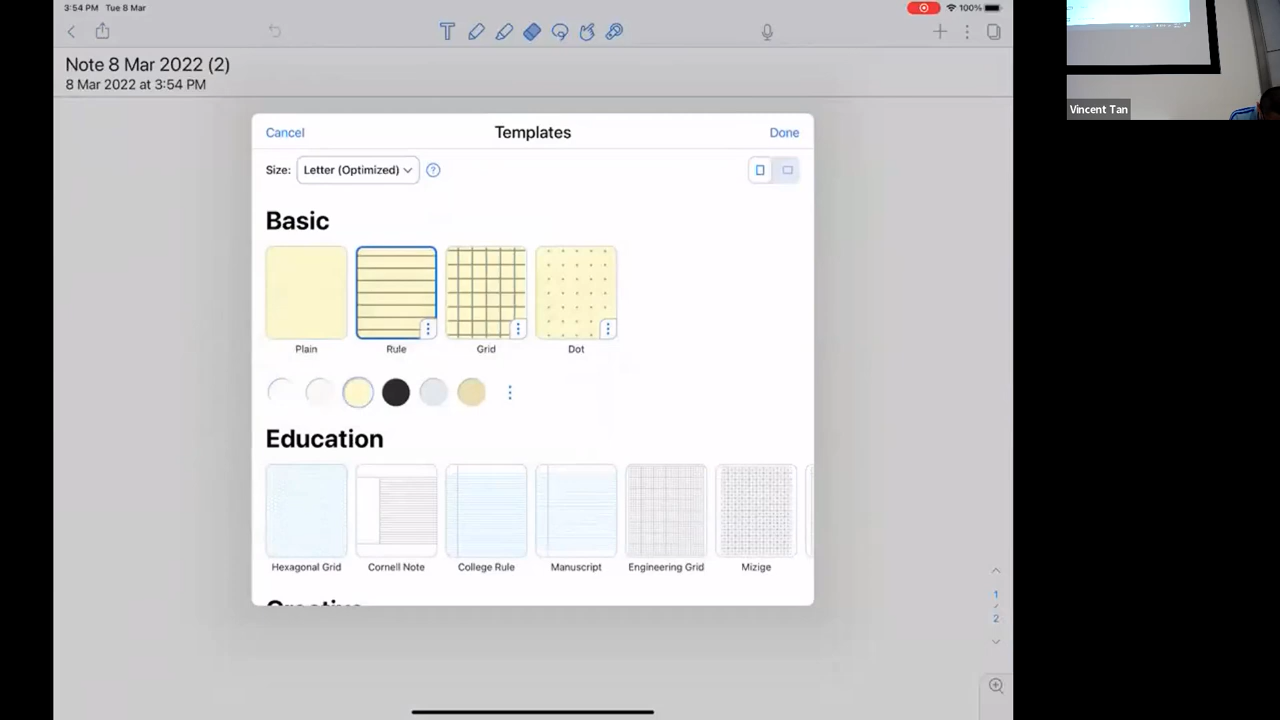 3:54 PM Tue 8 Mar
100%
Note 8 Mar 2022 (2)
8 Mar 2022 at 3:54 PM
Cancel
Templates
Done
Size: Letter (Optimized)
Basic
Plain
Rule
Grid
Dot
Education
Hexagonal Grid
Cornell Note
College Rule
Manuscript
Engineering Grid
Mizige
Creative
1
/
2
Vincent Tan